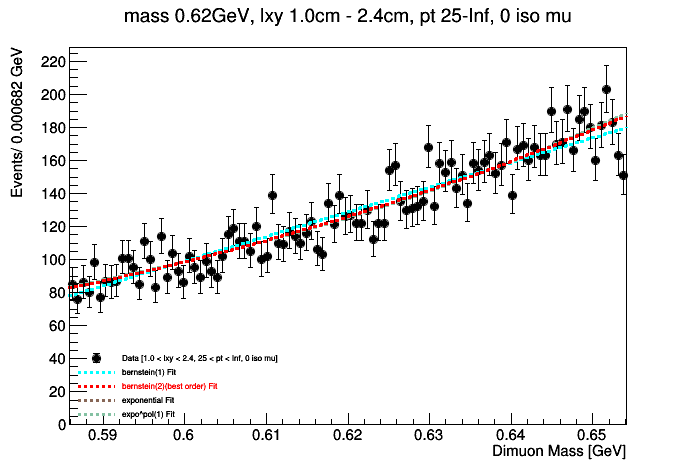 mass 0.62GeV, lxy 1.0cm - 2.4cm, pt 25-Inf, 0 iso mu
Events/ 0.000682 GeV
220
200
180
160
140
120
100
80
60
40
20
0
Data [1.0 < lxy < 2.4, 25 < pt < Inf, 0 iso mu]
bernstein(1) Fit
bernstein(2)(best order) Fit
exponential Fit
expo*pol(1) Fit
0.59 0.6 0.61 0.62 0.63 0.64 0.65
Dimuon Mass [GeV]